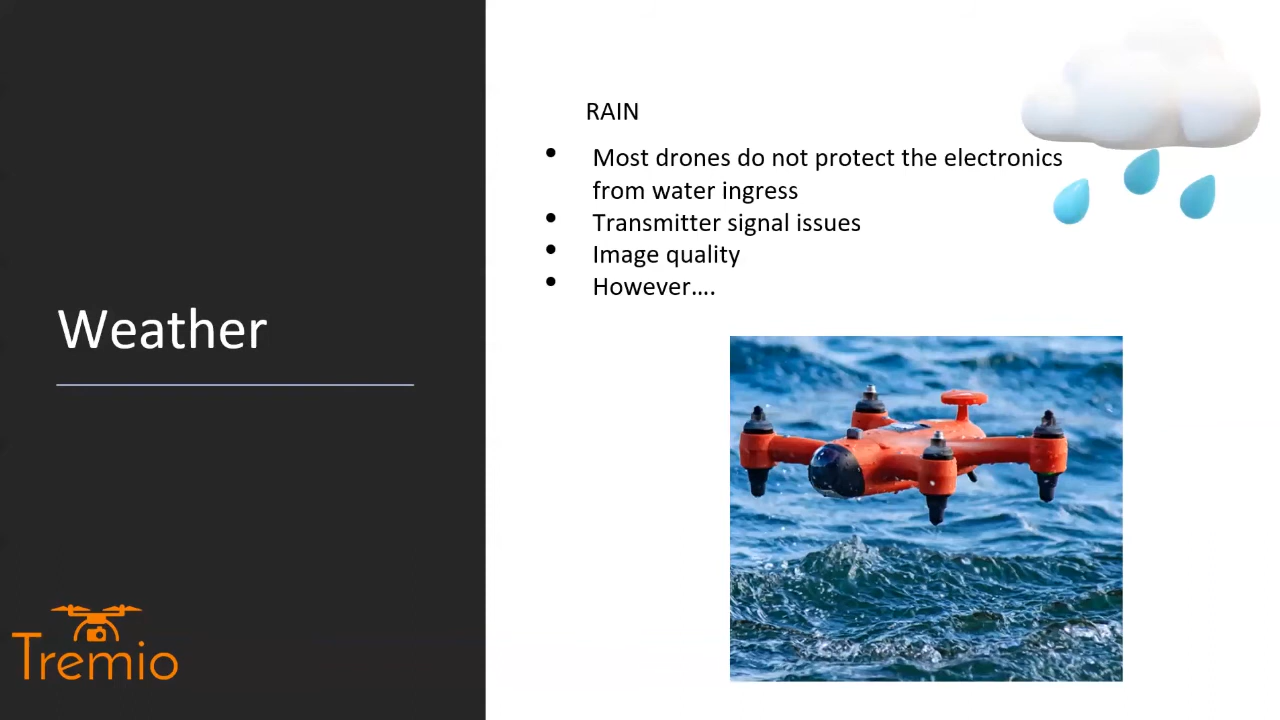 Weather
Tremio
RAIN
• Most drones do not protect the electronics
from water ingress
• Transmitter signal issues
• Image quality
• However....